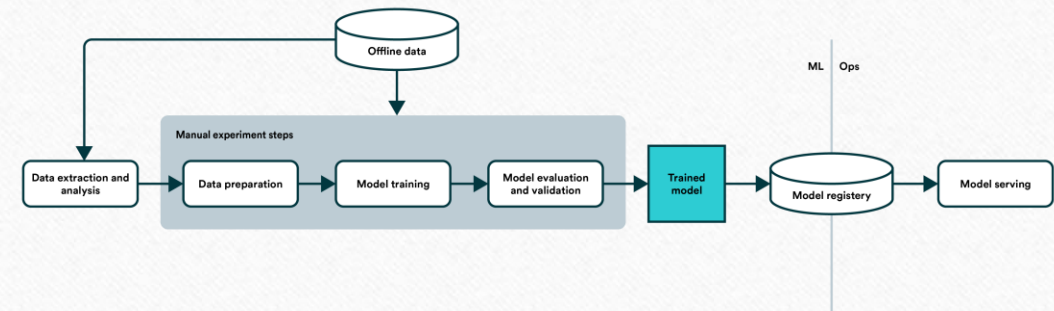 Offline data
ML
Ops
Manual experiment steps
Data extraction and
analysis
Data preparation
Model training
Model evaluation
and validation
Trained
model
Model registery
Model serving